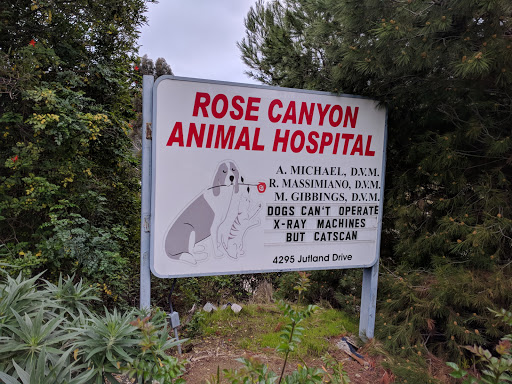 ROSE CANYON
ANIMAL HOSPITAL
A. MICHAEL, D.V.M.
R. MASSIMIANO, D.V.M.
M. GIBBINGS, D.V.M.
DOGS CAN'T OPERATE
X-RAY MACHINES
BUT CATSCAN
4295 Jutland Drive